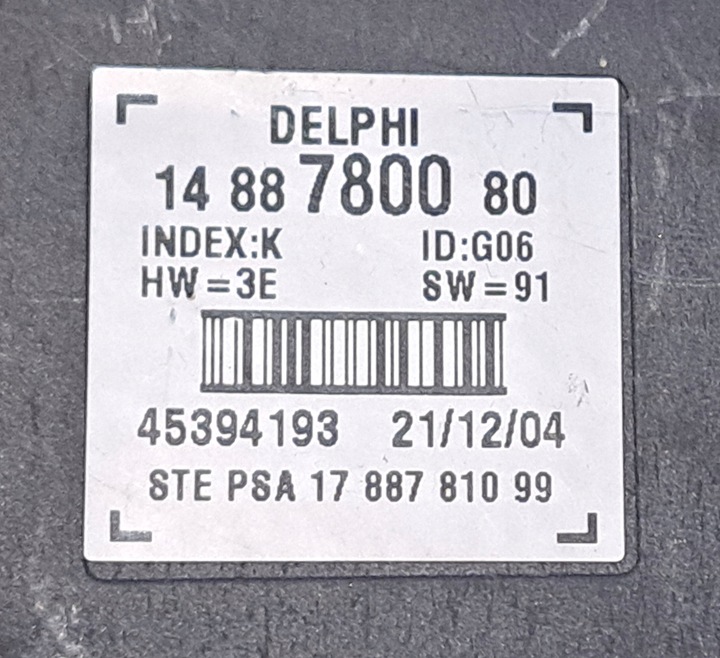 DELPHI
14 88 7800 80
INDEX:K ID:G06
HW=3E SW=91
45394193 21/12/04
STE PSA 17 887 810 99